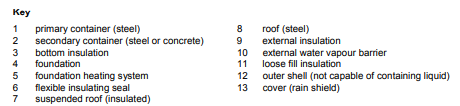 Key
1 primary container (steel)
2 secondary container (steel or concrete)
3 bottom insulation
4 foundation
5 foundation heating system
6 flexible insulating seal
7 suspended roof (insulated)
8 roof (steel)
9 external insulation
10 external water vapour barrier
11 loose fill insulation
12 outer shell (not capable of containing liquid)
13 cover (rain shield)